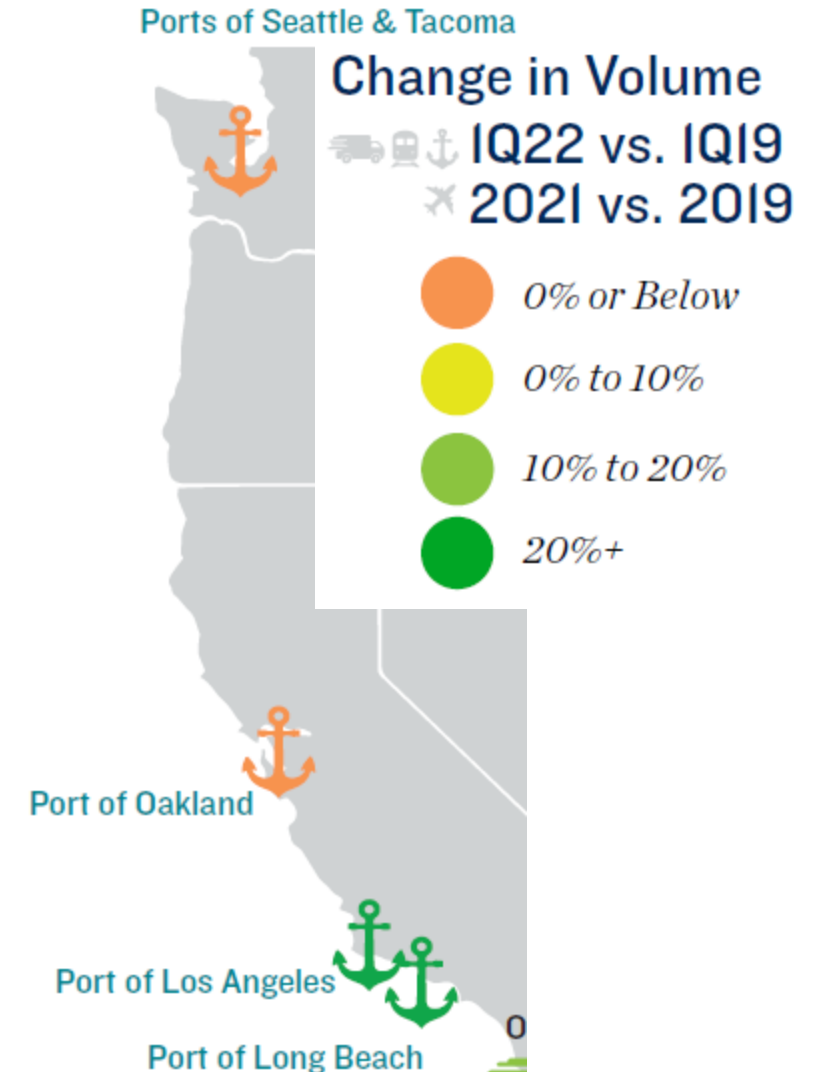 Ports of Seattle & Tacoma
Change in Volume
1Q22 vs. 1Q19
2021 vs. 2019
0% or Below
0% to 10%
10% to 20%
20%+
Port of Oakland
Port of Los Angeles
O
Port of Long Beach